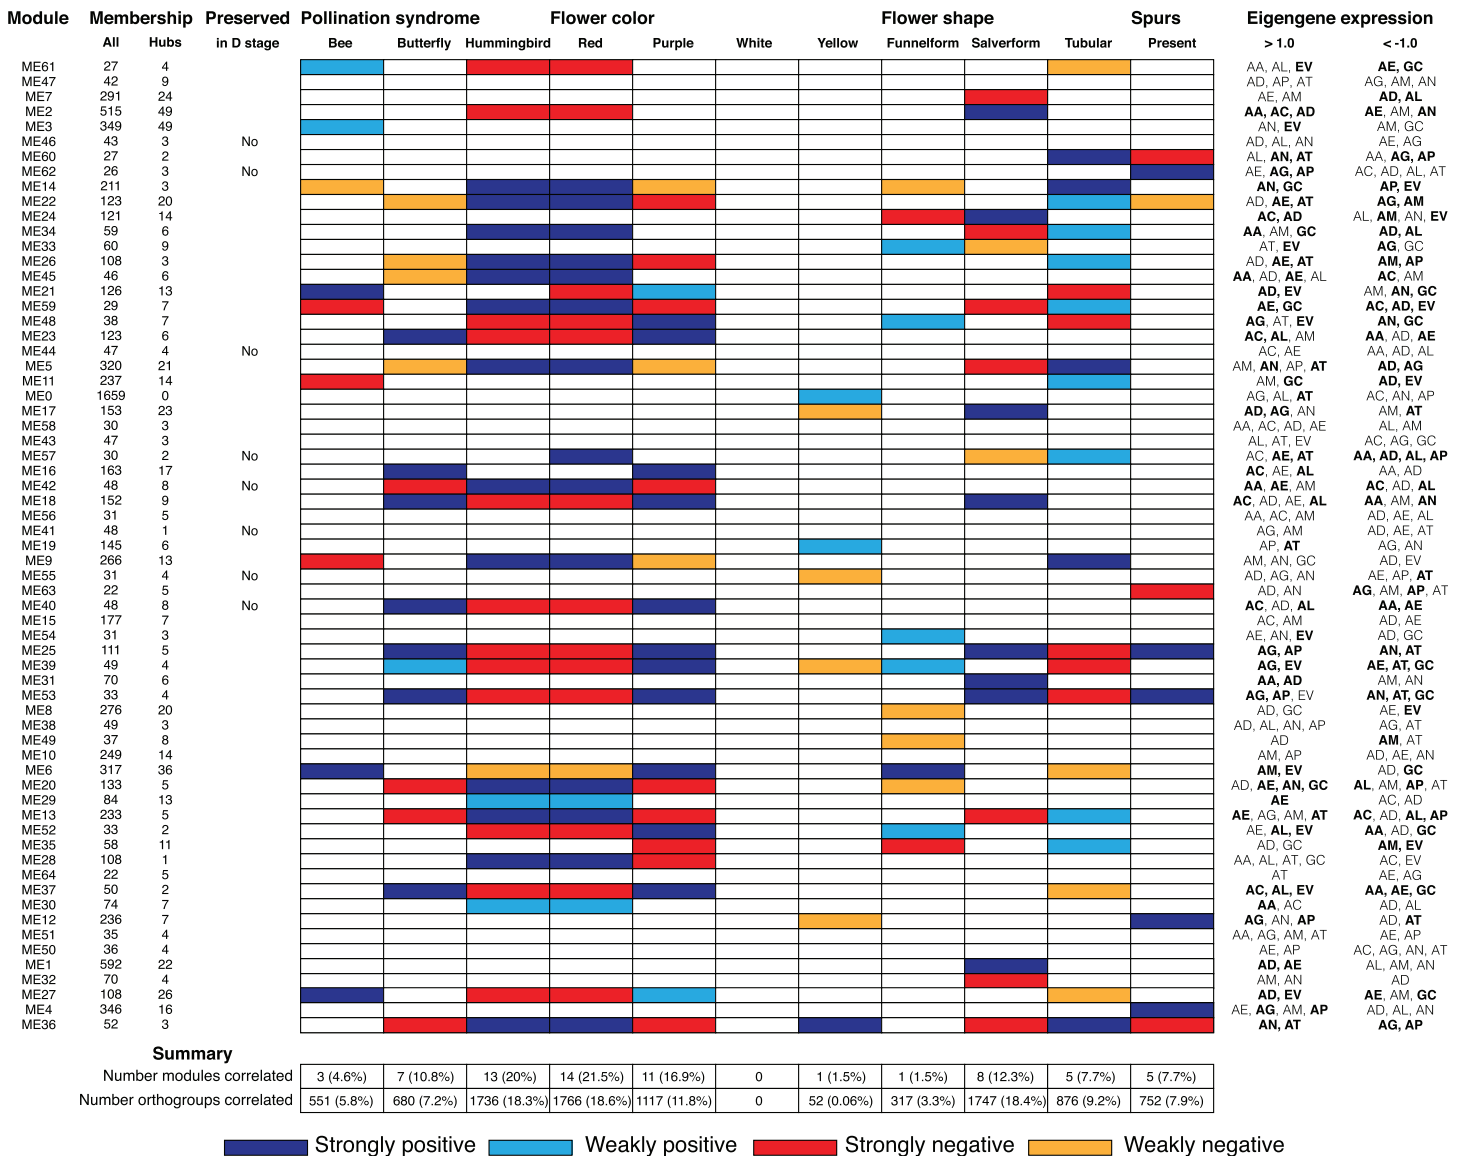 Module Membership Preserved Pollination syndrome Flower color Flower shape Spurs Eigengene expression
All Hubs in D stage Bee Butterfly Hummingbird Red Purple White Yellow Funnelform Salverform Tubular Present > 1.0 < -1.0
ME61 27 4 AA, AL, EV AE, GC
ME47 42 9 AD, AP, AT AG, AM, AN
ME7 291 24 AE, AM AD, AL
ME2 515 49 AA, AC, AD AE, AM, AN
ME3 349 49 AN, EV AM, GC
ME46 43 3 No AD, AL, AN AE, AG
ME60 27 2 AL, AN, AT AA, AG, AP
ME62 26 3 No AE, AG, AP AC, AD, AL, AT
ME14 211 3 AN, GC AP, EV
ME22 123 20 AD, AE, AT AG, AM
ME24 121 14 AC, AD AL, AM, AN, EV
ME34 59 6 AA, AM, GC AD, AL
ME33 60 9 AT, EV AG, GC
ME26 108 3 AD, AE, AT AM, AP
ME45 46 6 AA, AD, AE, AL AC, AM
ME21 126 13 AD, EV AM, AN, GC
ME59 29 7 AE, GC AC, AD, EV
ME48 38 7 AG, AT, EV AN, GC
ME23 123 6 AC, AL, AM AA, AD, AE
ME44 47 4 No AC, AE AA, AD, AL
ME5 320 21 AM, AN, AP, AT AD, AG
ME11 237 14 AM, GC AD, EV
ME0 1659 0 AG, AL, AT AC, AN, AP
ME17 153 23 AD, AG, AN AM, AT
ME58 30 3 AA, AC, AD, AE AL, AM
ME43 47 3 AL, AT, EV AC, AG, GC
ME57 30 2 No AC, AE, AT AA, AD, AL, AP
ME16 163 17 AC, AE, AL AA, AD
ME42 48 8 No AA, AE, AM AC, AD, AL
ME18 152 9 AC, AD, AE, AL AA, AM, AN
ME56 31 5 AA, AC, AM AD, AE, AL
ME41 48 1 No AG, AM AD, AE, AT
ME19 145 6 AP, AT AG, AN
ME9 266 13 AM, AN, GC AD, EV
ME55 31 4 No AD, AG, AN AE, AP, AT
ME63 22 5 AD, AN AG, AM, AP, AT
ME40 48 8 No AC, AD, AL AA, AE
ME15 177 7 AC, AM AD, AE
ME54 31 3 AE, AN, EV AD, GC
ME25 111 5 AG, AP AN, AT
ME39 49 4 AG, EV AE, AT, GC
ME31 70 6 AA, AD AM, AN
ME53 33 4 AG, AP, EV AN, AT, GC
ME8 276 20 AD, GC AE, EV
ME38 49 3 AD, AL, AN, AP AG, AT
ME49 37 8 AD AM, AT
ME10 249 14 AM, AP AD, AE, AN
ME6 317 36 AM, EV AD, GC
ME20 133 5 AD, AE, AN, GC AL, AM, AP, AT
ME29 84 13 AE AC, AD
ME13 233 5 AE, AG, AM, AT AC, AD, AL, AP
ME52 33 2 AE, AL, EV AA, AD, GC
ME35 58 11 AD, GC AM, EV
ME28 108 1 AA, AL, AT, GC AC, EV
ME64 22 5 AT AE, AG
ME37 50 2 AC, AL, EV AA, AE, GC
ME30 74 7 AA, AC AD, AL
ME12 236 7 AG, AN, AP AD, AT
ME51 35 4 AA, AG, AM, AT AE, AP
ME50 36 4 AE, AP AC, AG, AN, AT
ME1 592 22 AD, AE AL, AM, AN
ME32 70 4 AM, AN AD
ME27 108 26 AD, EV AE, AM, GC
ME4 346 16 AE, AG, AM, AP AD, AL, AN
ME36 52 3 AN, AT AG, AP
Summary
Number modules correlated 3 (4.6%) 7 (10.8%) 13 (20%) 14 (21.5%) 11 (16.9%) 0 1 (1.5%) 1 (1.5%) 8 (12.3%) 5 (7.7%) 5 (7.7%)
Number orthogroups correlated 551 (5.8%) 680 (7.2%) 1736 (18.3%) 1766 (18.6%) 1117 (11.8%) 0 52 (0.06%) 317 (3.3%) 1747 (18.4%) 876 (9.2%) 752 (7.9%)
Strongly positive Weakly positive Strongly negative Weakly negative